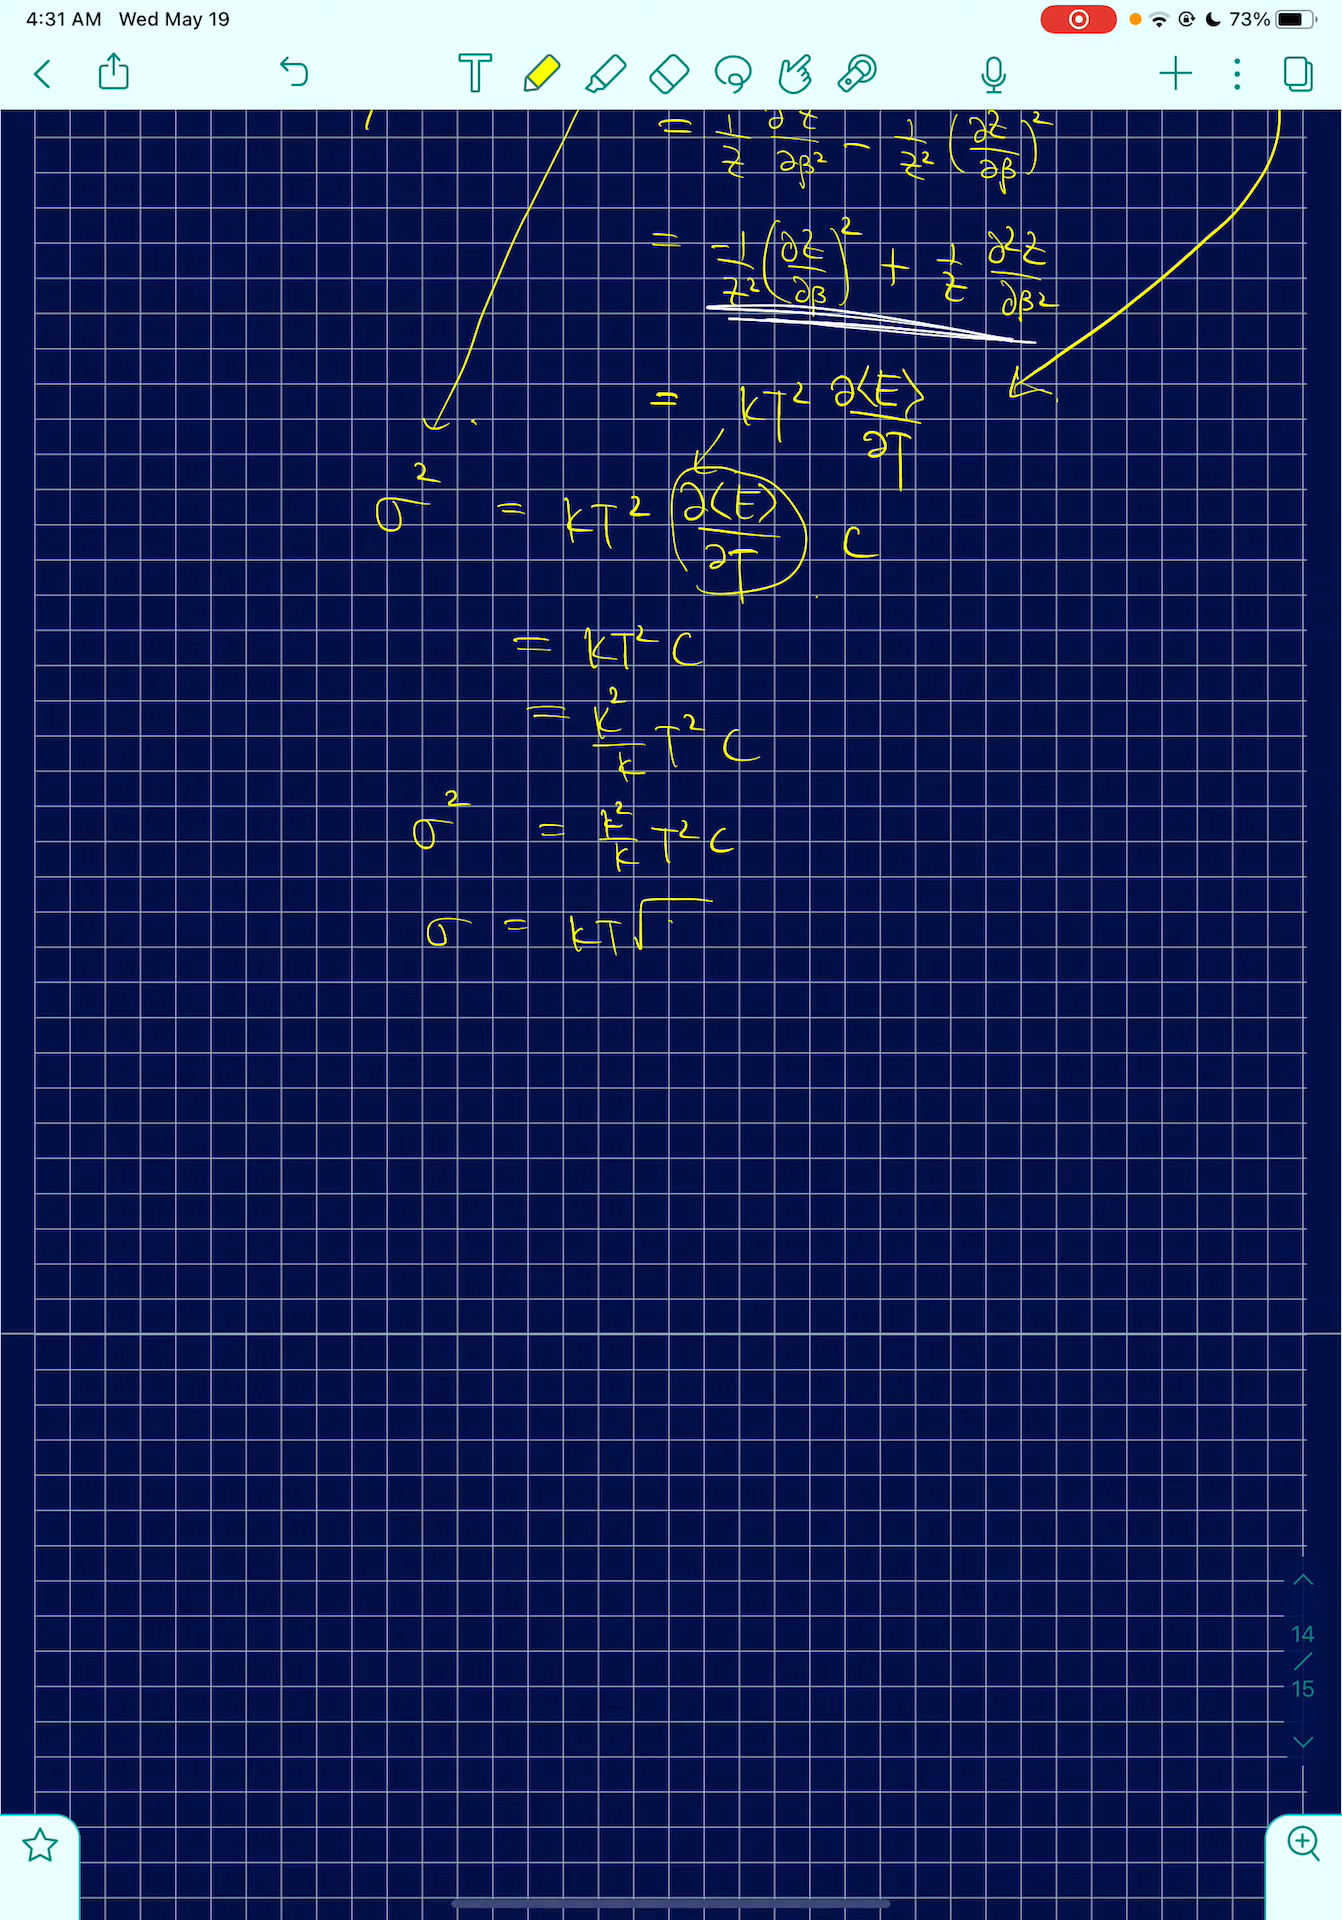 4:31 AM Wed May 19 73%
= 1/z ∂²z/∂β² - 1/z² (∂z/∂β)²
= -1/z² (∂z/∂β)² + 1/z ∂²z/∂β²
= kT² ∂⟨E⟩/∂T
σ² = kT² ∂⟨E⟩/∂T C
= kT² C
= k²/k T² C
σ² = k²/k T² C
σ = kT√
14
/
15